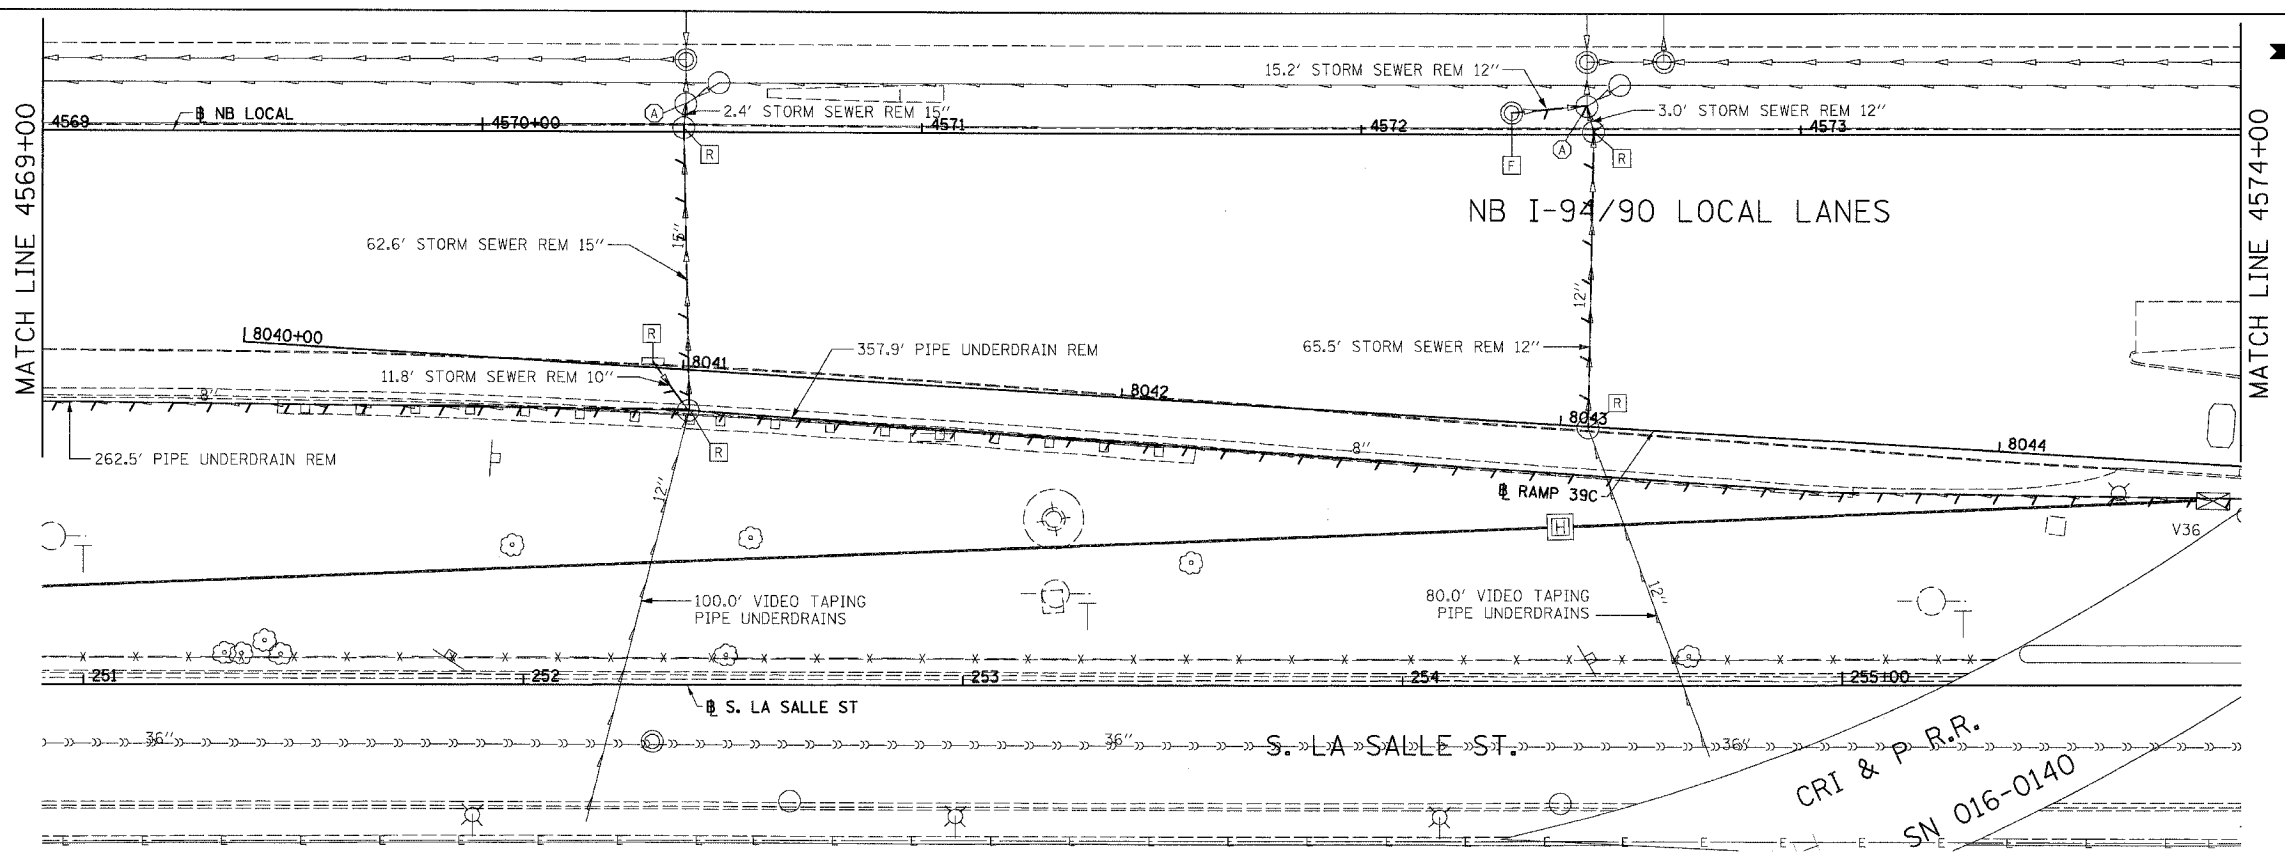 MATCH LINE 4569+00
MATCH LINE 4574+00
15.2' STORM SEWER REM 12"
2.4' STORM SEWER REM 15"
3.0' STORM SEWER REM 12"
A
A
℄ NB LOCAL
4569
4570+00
4571
4572
4573
R
F
R
NB I-94/90 LOCAL LANES
62.6' STORM SEWER REM 15"
15"
12"
8040+00
R
8041
357.9' PIPE UNDERDRAIN REM
65.5' STORM SEWER REM 12"
11.8' STORM SEWER REM 10"
8"
8042
R
8043
8044
262.5' PIPE UNDERDRAIN REM
R
8"
12"
℄ RAMP 39C
H
V36
T
100.0' VIDEO TAPING
PIPE UNDERDRAINS
T
80.0' VIDEO TAPING
PIPE UNDERDRAINS
12"
T
251
252
253
254
255+00
℄ S. LA SALLE ST
36"
36"
S. LA SALLE ST.
36"
CRI & P R.R.
SN 016-0140